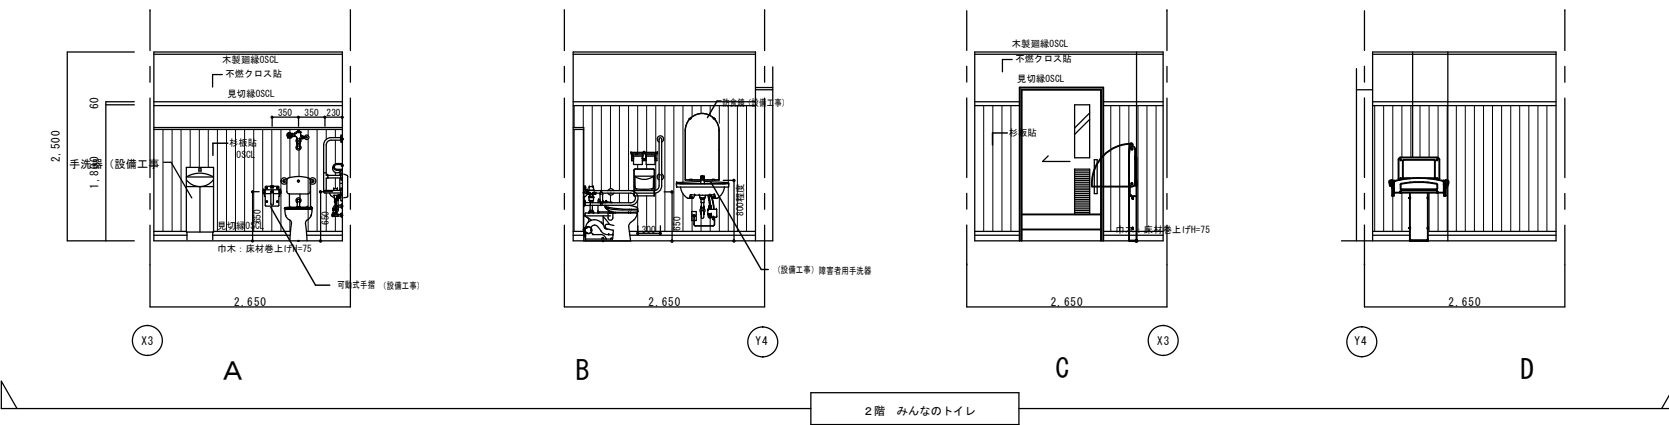 木製廻縁OSCL
不燃クロス貼
見切縁OSCL
60
350
350
230
2,500
杉板貼
OSCL
手洗器 (設備工事
見切縁OSCL
650
650
巾木：床材巻上げH=75
可動式手摺 (設備工事)
2,650
X3
A
防食鏡 (設備工事)
800程度
300
650
(設備工事) 障害者用手洗器
2,650
Y4
B
木製廻縁OSCL
不燃クロス貼
見切縁OSCL
杉板貼
巾木：床材巻上げH=75
2,650
X3
C
2,650
Y4
D
2階 みんなのトイレ